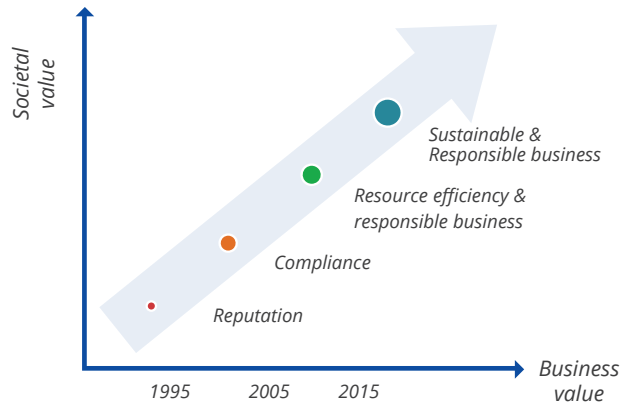 Societal
value
Sustainable &
Responsible business
Resource efficiency &
responsible business
Compliance
Reputation
Business
value
1995 2005 2015